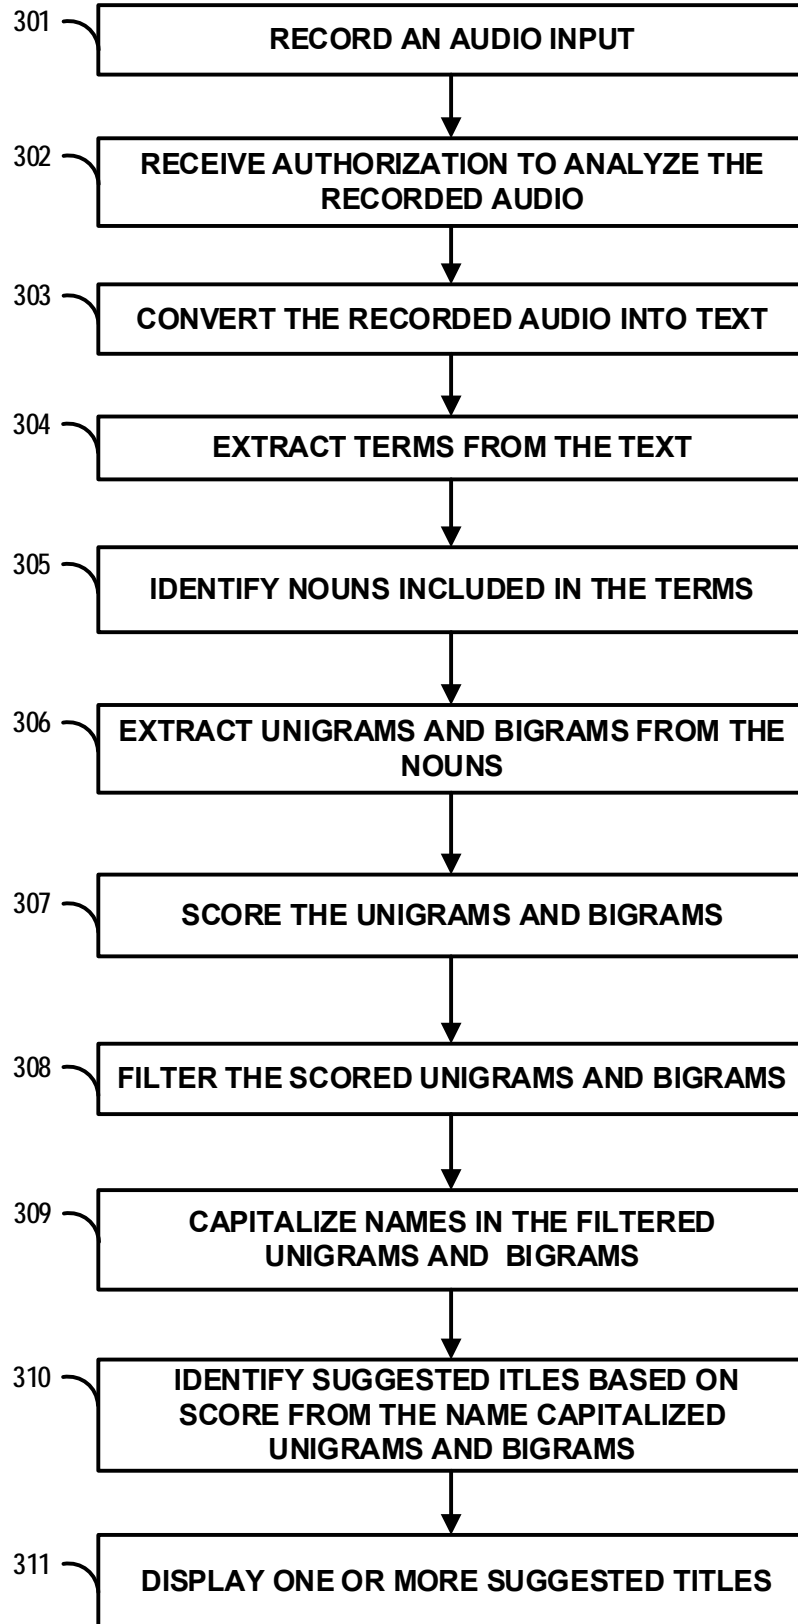 301
RECORD AN AUDIO INPUT
302
RECEIVE AUTHORIZATION TO ANALYZE THE
RECORDED AUDIO
303
CONVERT THE RECORDED AUDIO INTO TEXT
304
EXTRACT TERMS FROM THE TEXT
305
IDENTIFY NOUNS INCLUDED IN THE TERMS
306
EXTRACT UNIGRAMS AND BIGRAMS FROM THE
NOUNS
307
SCORE THE UNIGRAMS AND BIGRAMS
308
FILTER THE SCORED UNIGRAMS AND BIGRAMS
309
CAPITALIZE NAMES IN THE FILTERED
UNIGRAMS AND BIGRAMS
310
IDENTIFY SUGGESTED ITLES BASED ON
SCORE FROM THE NAME CAPITALIZED
UNIGRAMS AND BIGRAMS
311
DISPLAY ONE OR MORE SUGGESTED TITLES